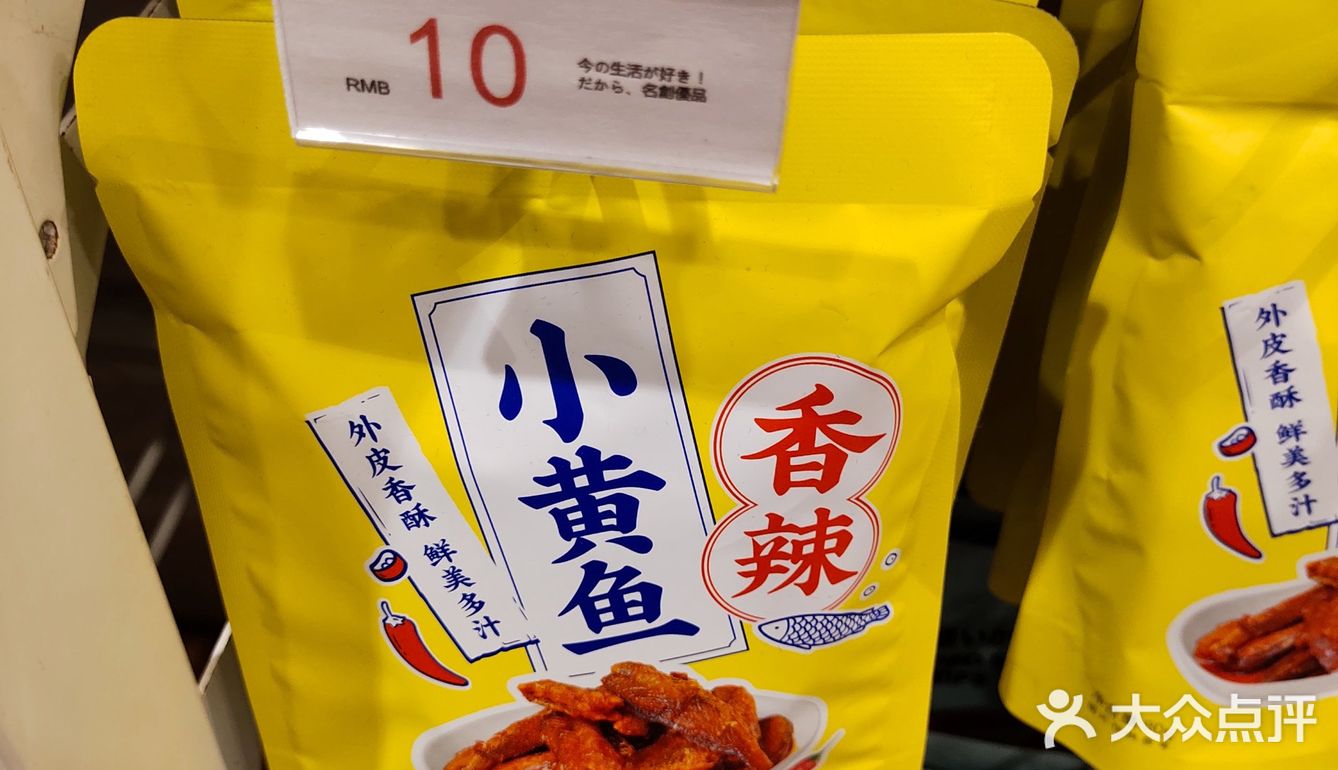 RMB 10
今の生活が好き！
だから、名創優品
小黄鱼
香辣
外皮香酥 鲜美多汁
外皮香酥 鲜美多汁
大众点评